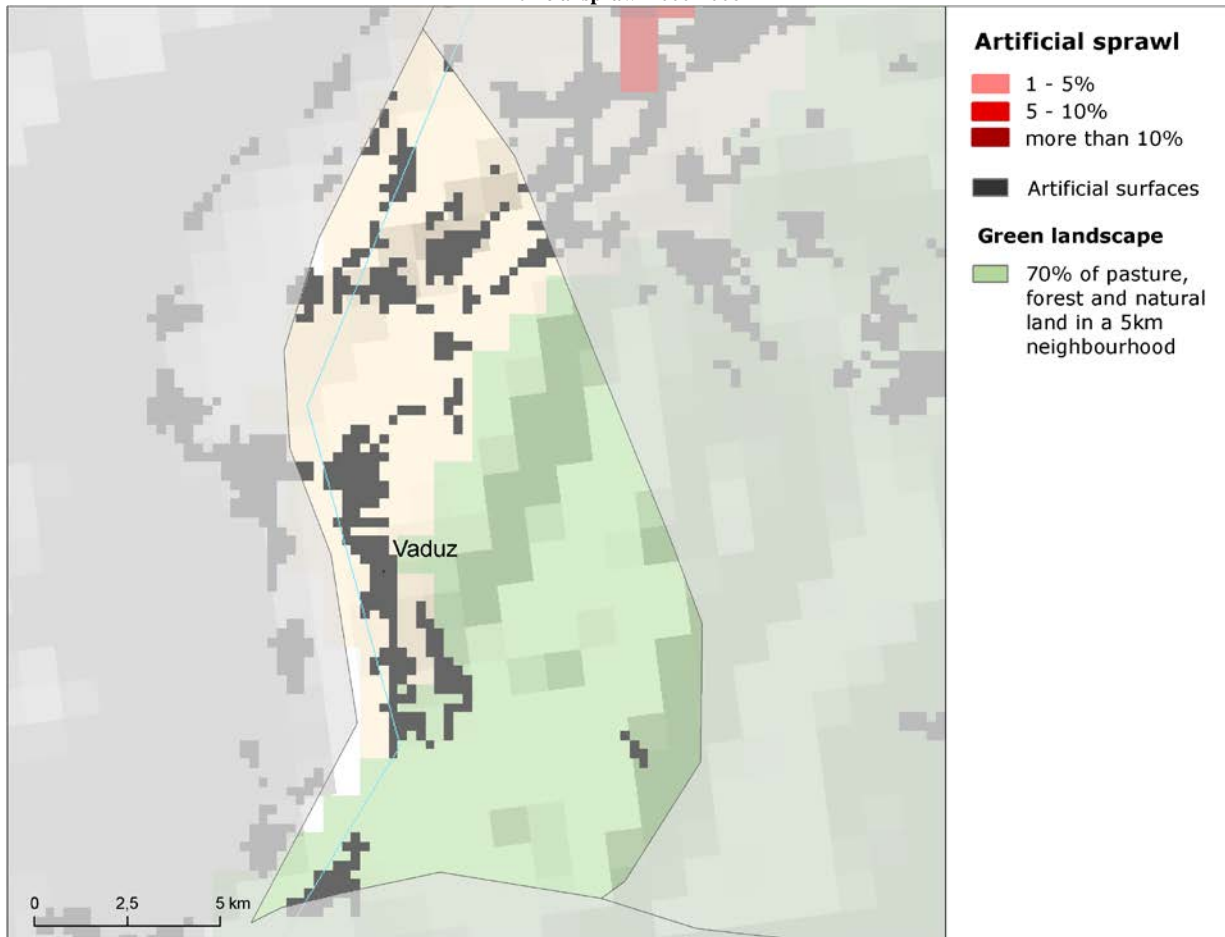 Artificial sprawl
1 - 5%
5 - 10%
more than 10%
Artificial surfaces
Green landscape
70% of pasture,
forest and natural
land in a 5km
neighbourhood
Vaduz
0 2,5 5 km